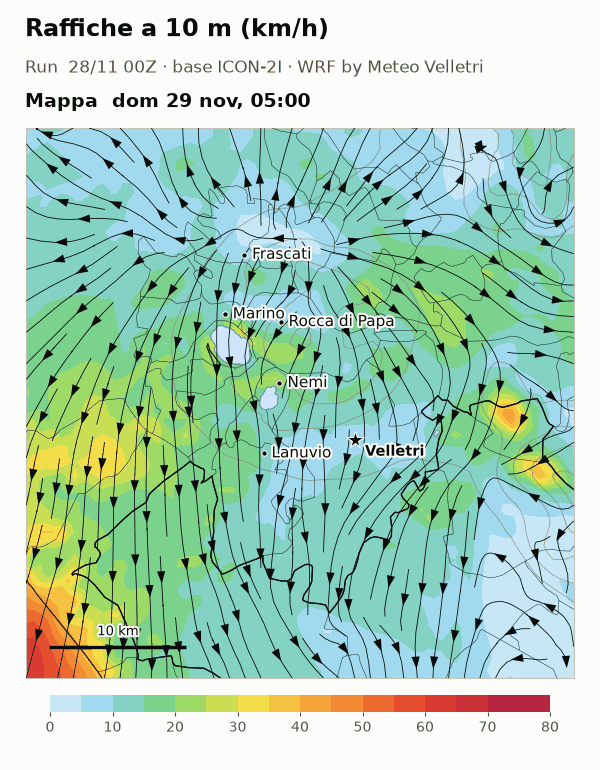 Raffiche a 10 m (km/h)
Run  28/11 00Z · base ICON-2I · WRF by Meteo Velletri
Mappa  dom 29 nov, 05:00
Frascati
Marino
Rocca di Papa
Nemi
Lanuvio
Velletri
10 km
0 10 20 30 40 50 60 70 80